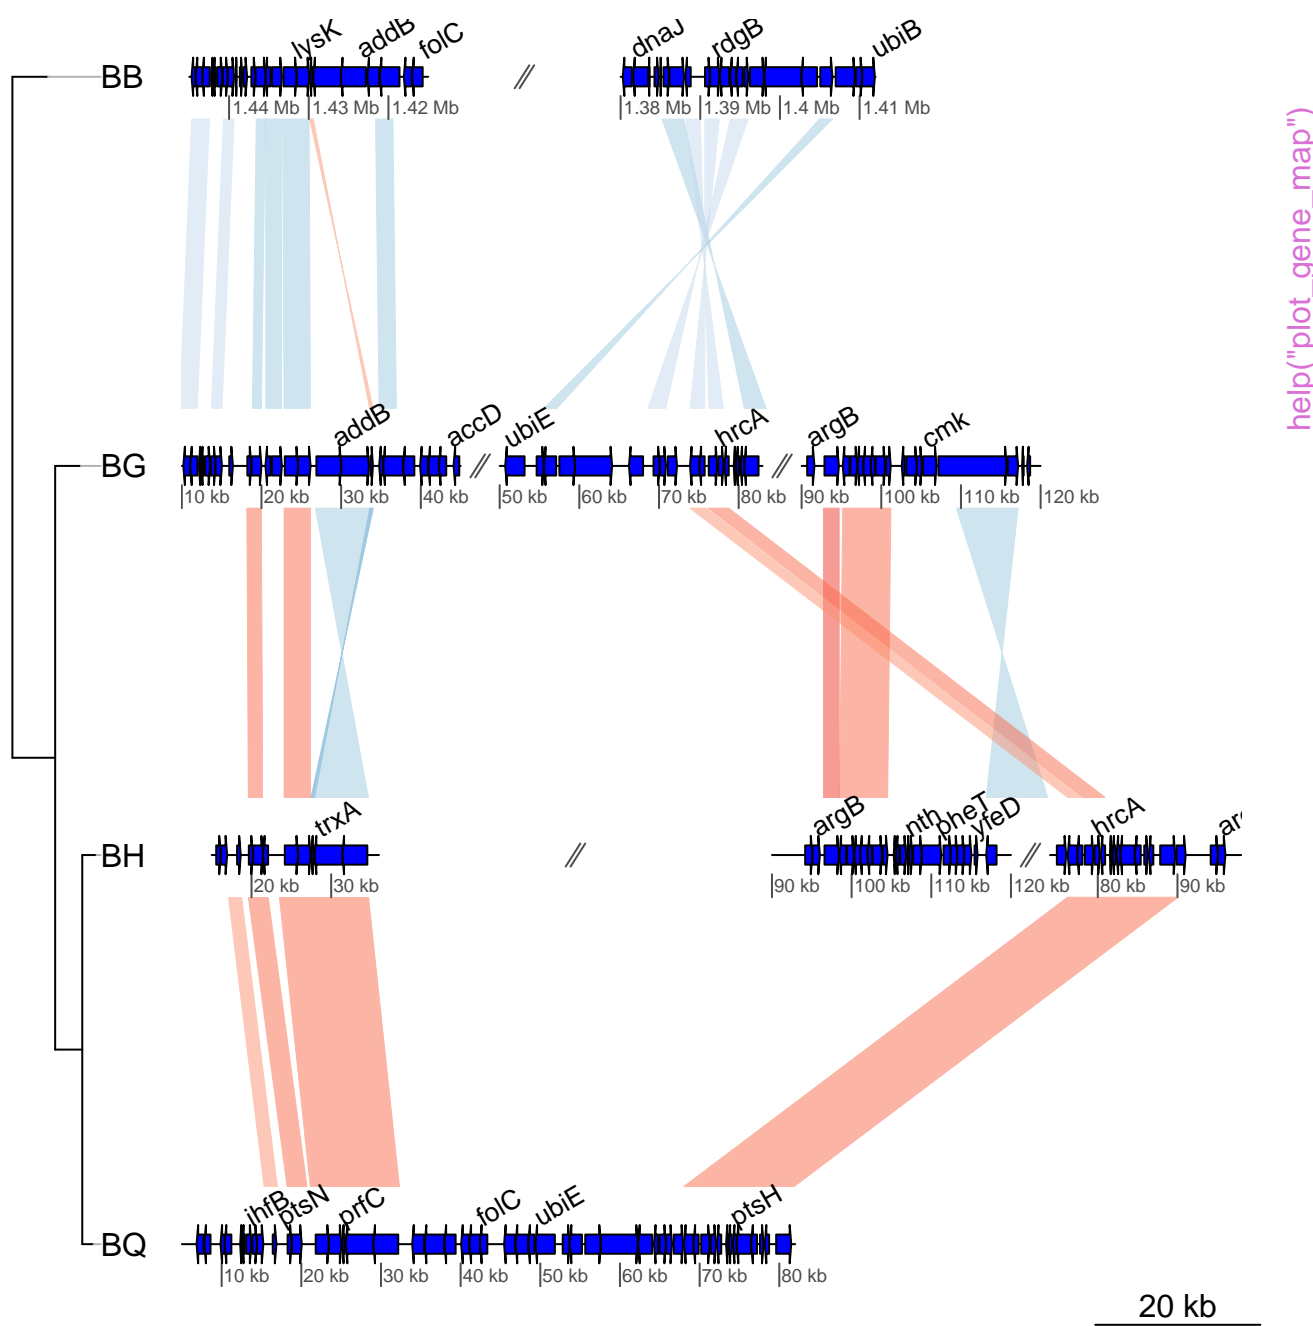 lysK addB folC dnaJ rdgB ubiB
BB
1.44 Mb 1.43 Mb 1.42 Mb 1.38 Mb 1.39 Mb 1.4 Mb 1.41 Mb
help("plot_gene_map")
addB accD ubiE hrcA argB cmk
BG
10 kb 20 kb 30 kb 40 kb 50 kb 60 kb 70 kb 80 kb 90 kb 100 kb 110 kb 120 kb
trxA argB nth pheT yfeD hrcA
BH
20 kb 30 kb 90 kb 100 kb 110 kb 120 kb 80 kb 90 kb
ihfB ptsN prfC folC ubiE ptsH
BQ
10 kb 20 kb 30 kb 40 kb 50 kb 60 kb 70 kb 80 kb
20 kb